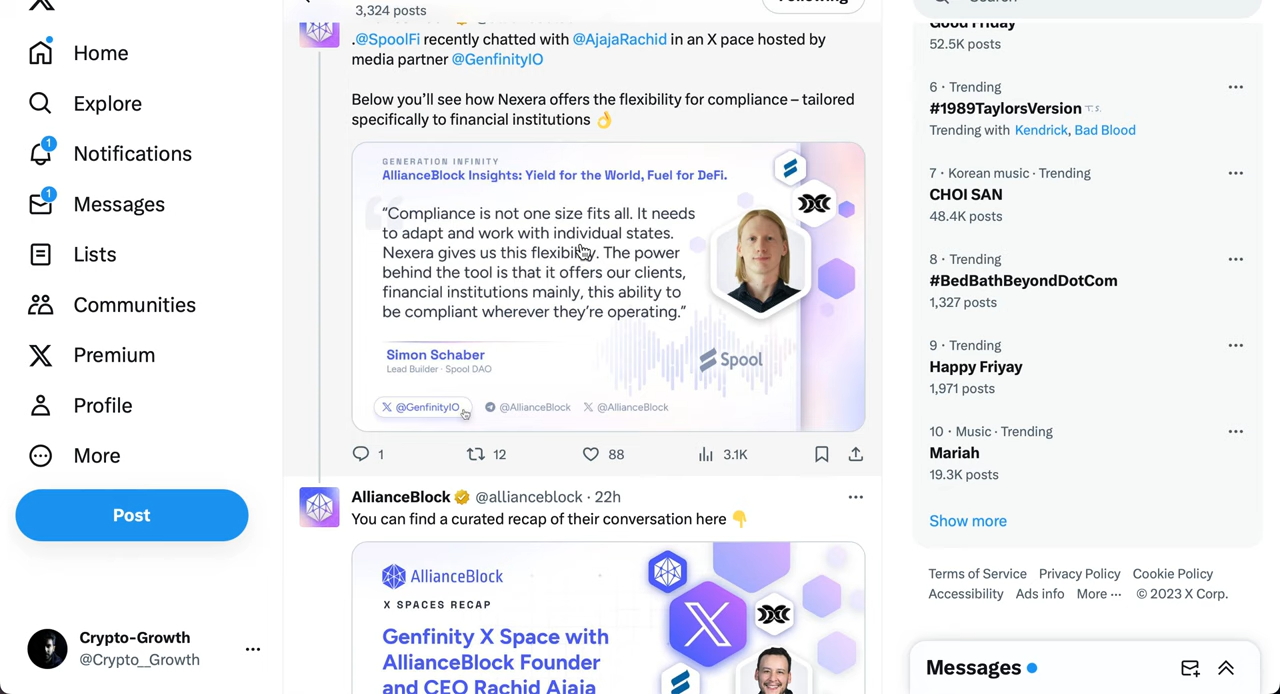 Home
Explore
1
Notifications
1
Messages
Lists
Communities
Premium
Profile
More
Post
Crypto-Growth
@Crypto__Growth
3,324 posts
Following
.@SpoolFi recently chatted with @AjajaRachid in an X pace hosted by
media partner @GenfinityIO
Below you’ll see how Nexera offers the flexibility for compliance – tailored
specifically to financial institutions 👌
GENERATION INFINITY
AllianceBlock Insights: Yield for the World, Fuel for DeFi.
“Compliance is not one size fits all. It needs
to adapt and work with individual states.
Nexera gives us this flexibility. The power
behind the tool is that it offers our clients,
financial institutions mainly, this ability to
be compliant wherever they’re operating.”
Simon Schaber
Lead Builder · Spool DAO
Spool
@GenfinityIO
@AllianceBlock
@AllianceBlock
1
12
88
3.1K
AllianceBlock @allianceblock · 22h
You can find a curated recap of their conversation here 👇
AllianceBlock
X SPACES RECAP
Genfinity X Space with
AllianceBlock Founder
and CEO Rachid Ajaja
Search
Good Friday
52.5K posts
6 · Trending
#1989TaylorsVersion T.S.
Trending with Kendrick, Bad Blood
7 · Korean music · Trending
CHOI SAN
48.4K posts
8 · Trending
#BedBathBeyondDotCom
1,327 posts
9 · Trending
Happy Friyay
1,971 posts
10 · Music · Trending
Mariah
19.3K posts
Show more
Terms of Service Privacy Policy Cookie Policy
Accessibility Ads info More ··· © 2023 X Corp.
Messages